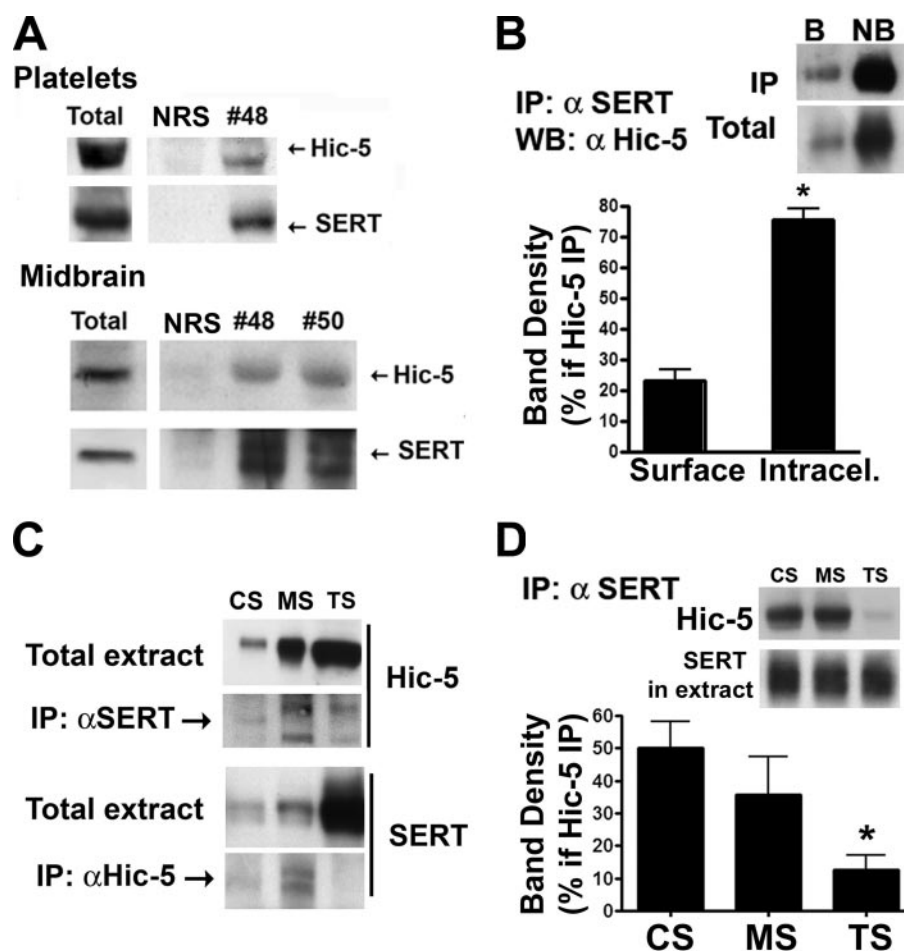 A
Platelets
Total NRS #48
← Hic-5
← SERT
Midbrain
Total NRS #48 #50
← Hic-5
← SERT
B
B NB
IP: α SERT
WB: α Hic-5
IP
Total
Band Density
(% if Hic-5 IP)
80
70
60
50
40
30
20
10
0
*
Surface Intracel.
C
CS MS TS
Total extract
IP: αSERT →
Hic-5
Total extract
IP: αHic-5 →
SERT
D
IP: α SERT
CS MS TS
Hic-5
SERT
in extract
Band Density
(% if Hic-5 IP)
60
50
40
30
20
10
0
*
CS MS TS